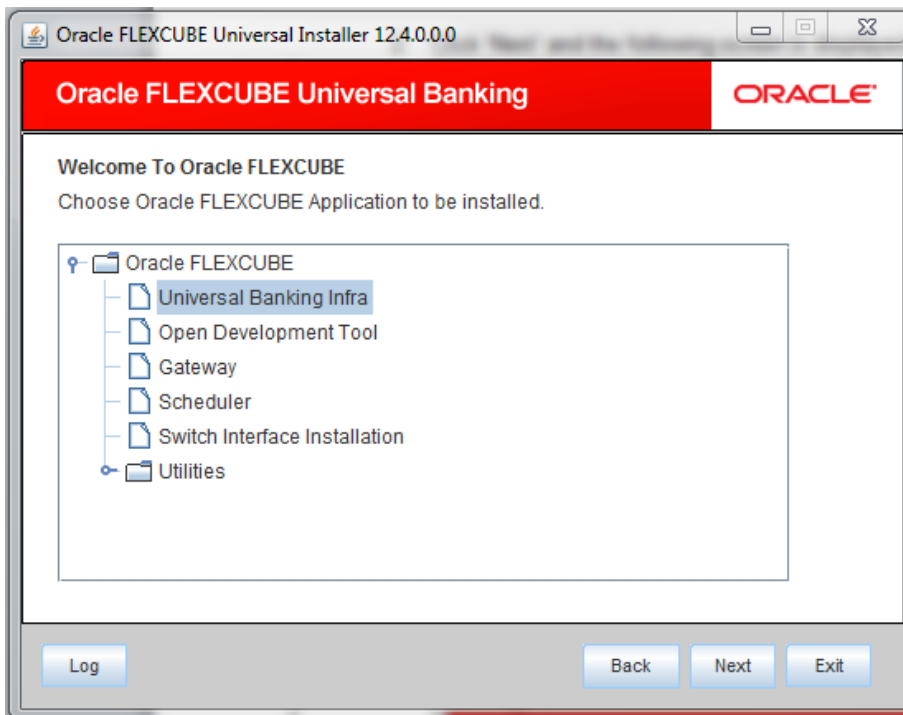 Oracle FLEXCUBE Universal Installer 12.4.0.0.0
Oracle FLEXCUBE Universal Banking
ORACLE
Welcome To Oracle FLEXCUBE
Choose Oracle FLEXCUBE Application to be installed.
Oracle FLEXCUBE
Universal Banking Infra
Open Development Tool
Gateway
Scheduler
Switch Interface Installation
Utilities
Log
Back
Next
Exit